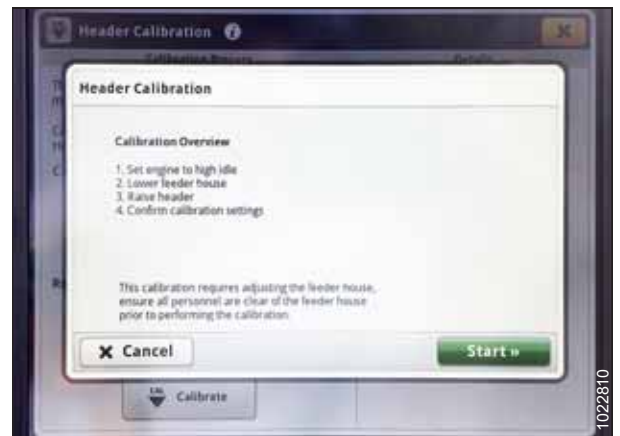 Header Calibration
Header Calibration
Calibration Overview
1. Set engine to high idle
2. Lower feeder house
3. Raise header
4. Confirm calibration settings
This calibration requires adjusting the feeder house,
ensure all personnel are clear of the feeder house
prior to performing the calibration.
Cancel
Start »
Calibrate
1022810